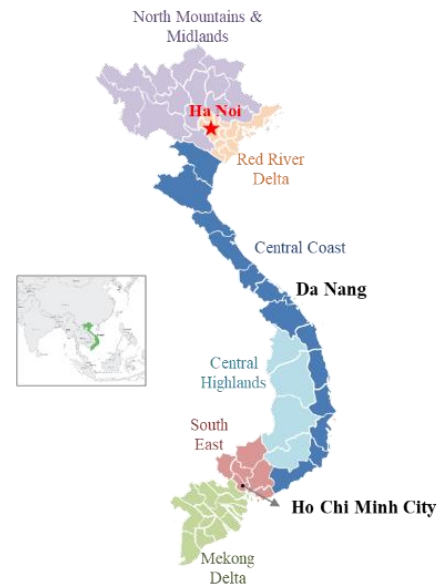 North Mountains &
Midlands
Ha Noi
Red River
Delta
Central Coast
Da Nang
Central
Highlands
South
East
Ho Chi Minh City
Mekong
Delta